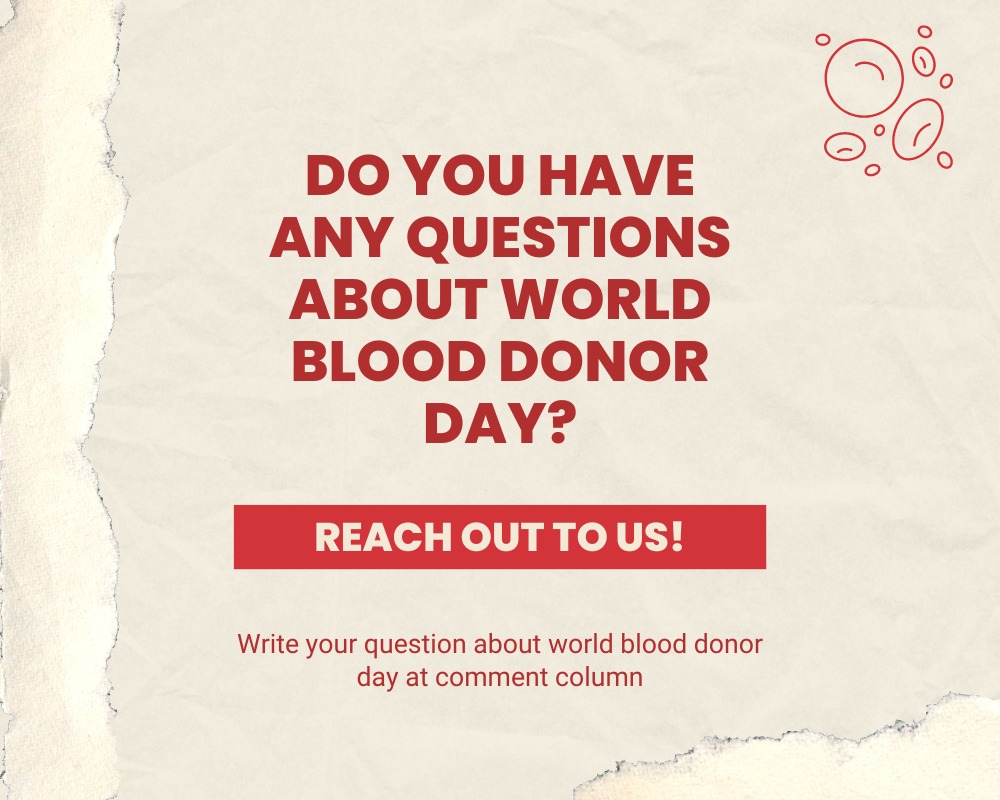 DO YOU HAVE
ANY QUESTIONS
ABOUT WORLD
BLOOD DONOR
DAY?
REACH OUT TO US!
Write your question about world blood donor
day at comment column